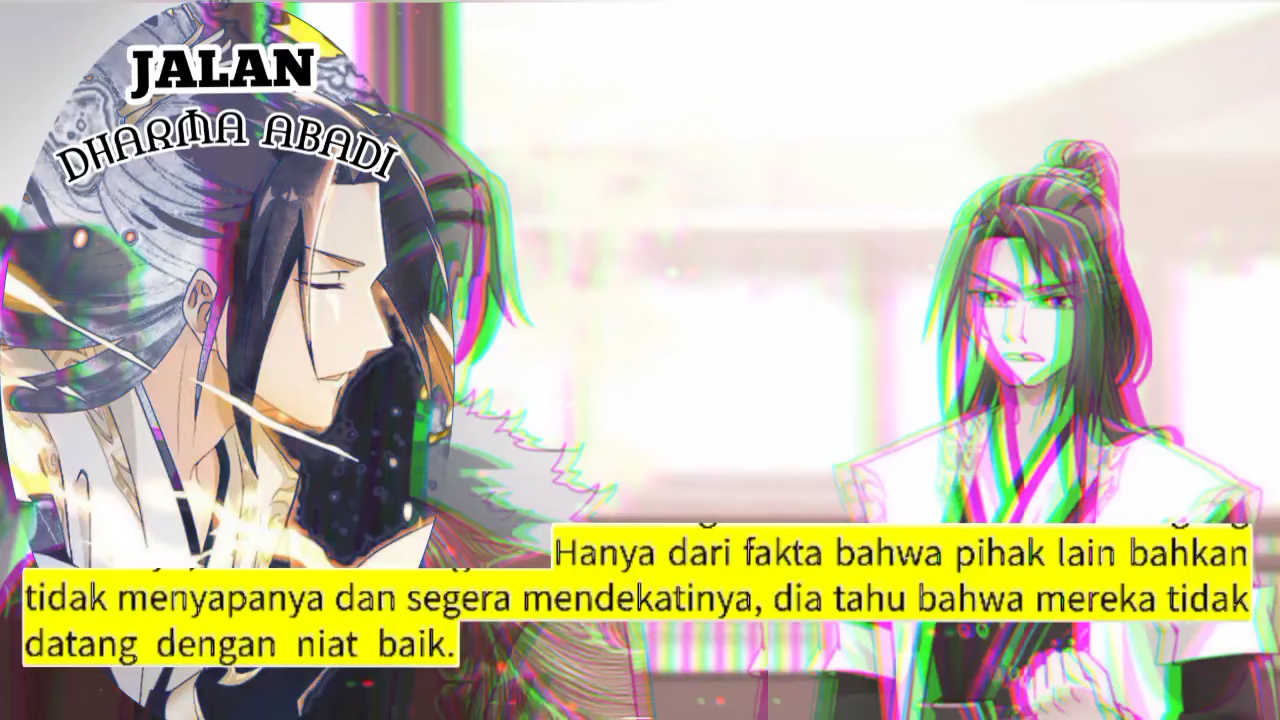 JALAN
DHARMA ABADI
Hanya dari fakta bahwa pihak lain bahkan
tidak menyapanya dan segera mendekatinya, dia tahu bahwa mereka tidak
datang dengan niat baik.